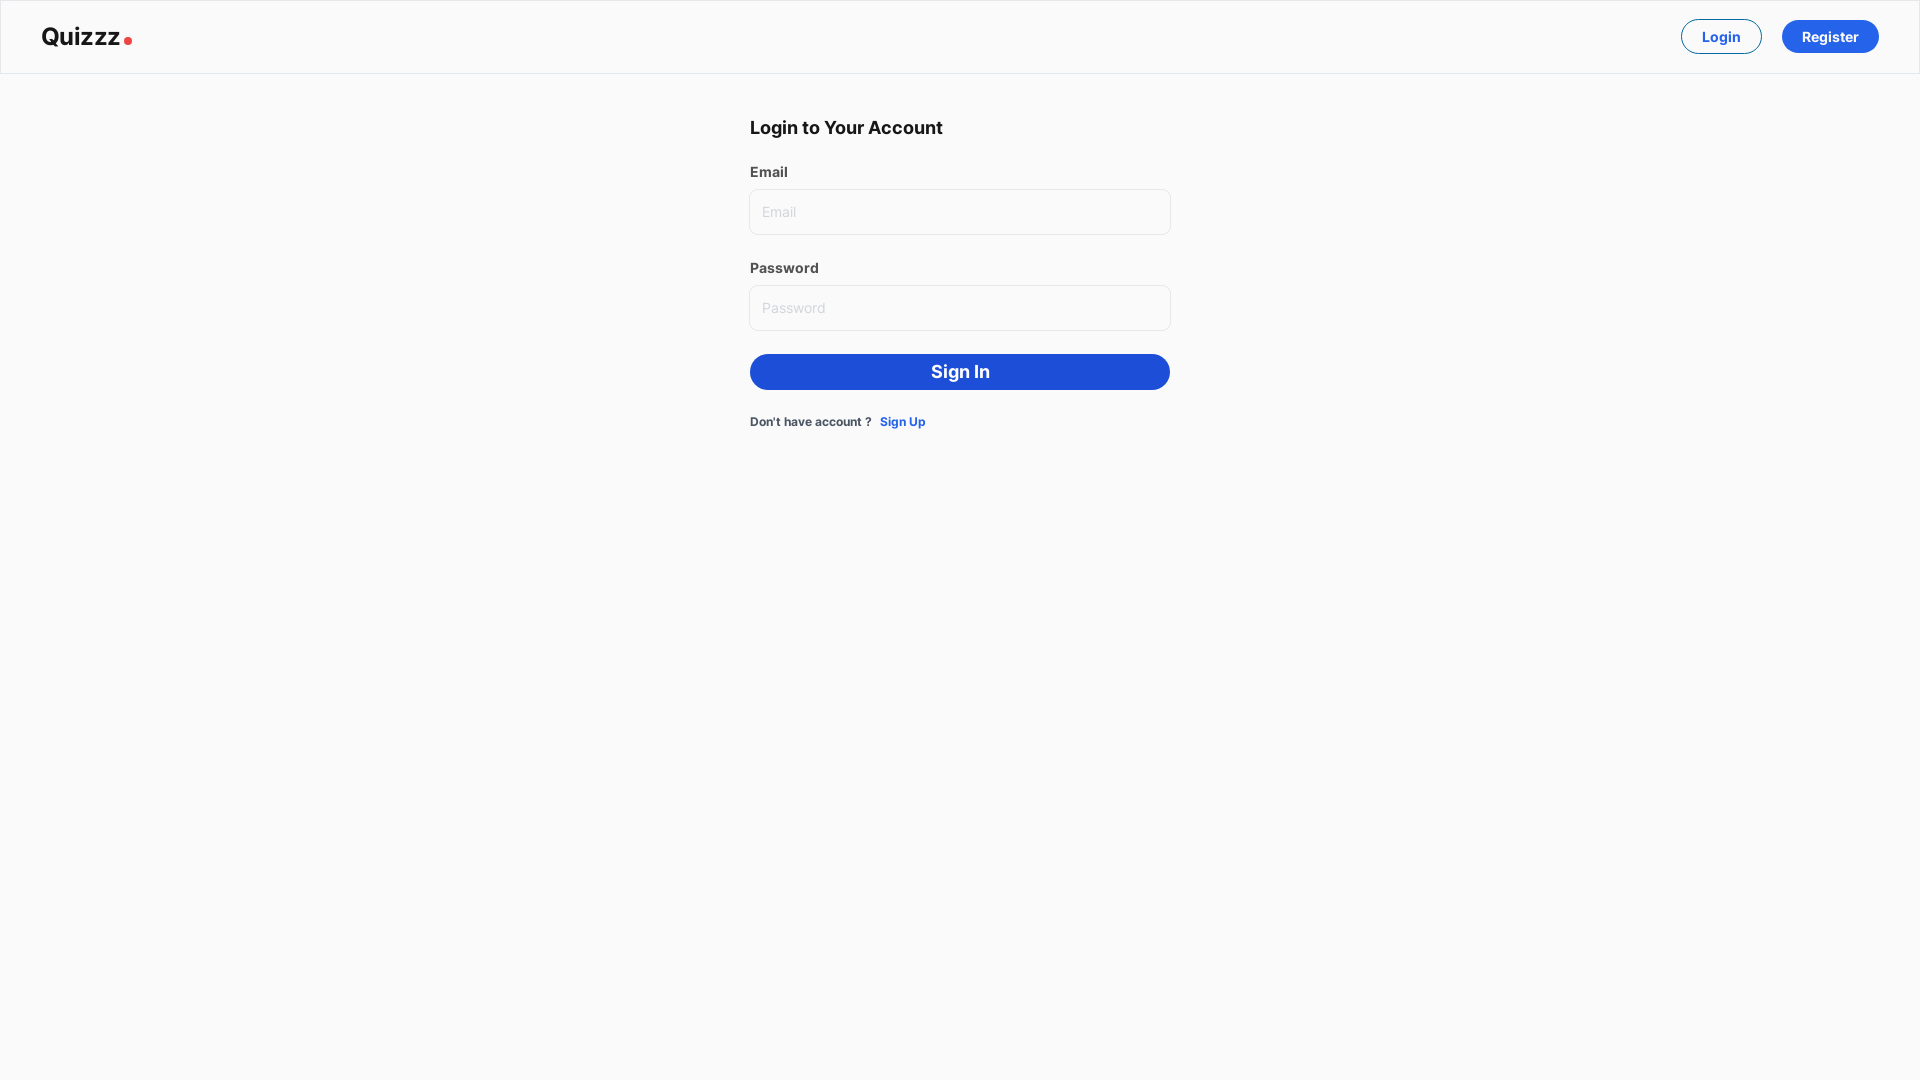 Quizzz
Login
Register
Login to Your Account
Email
Email
Password
Password
Sign In
Don't have account ? Sign Up